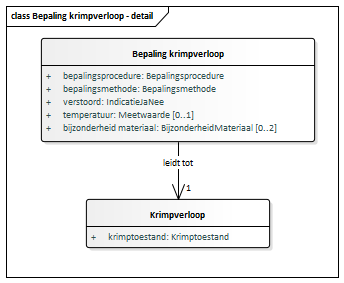 class Bepaling krimpverloop - detail
Bepaling krimpverloop
+ bepalingsprocedure: Bepalingsprocedure
+ bepalingsmethode: Bepalingsmethode
+ verstoord: IndicatieJaNee
+ temperatuur: Meetwaarde [0..1]
+ bijzonderheid materiaal: BijzonderheidMateriaal [0..2]
leidt tot
1
Krimpverloop
+ krimptoestand: Krimptoestand